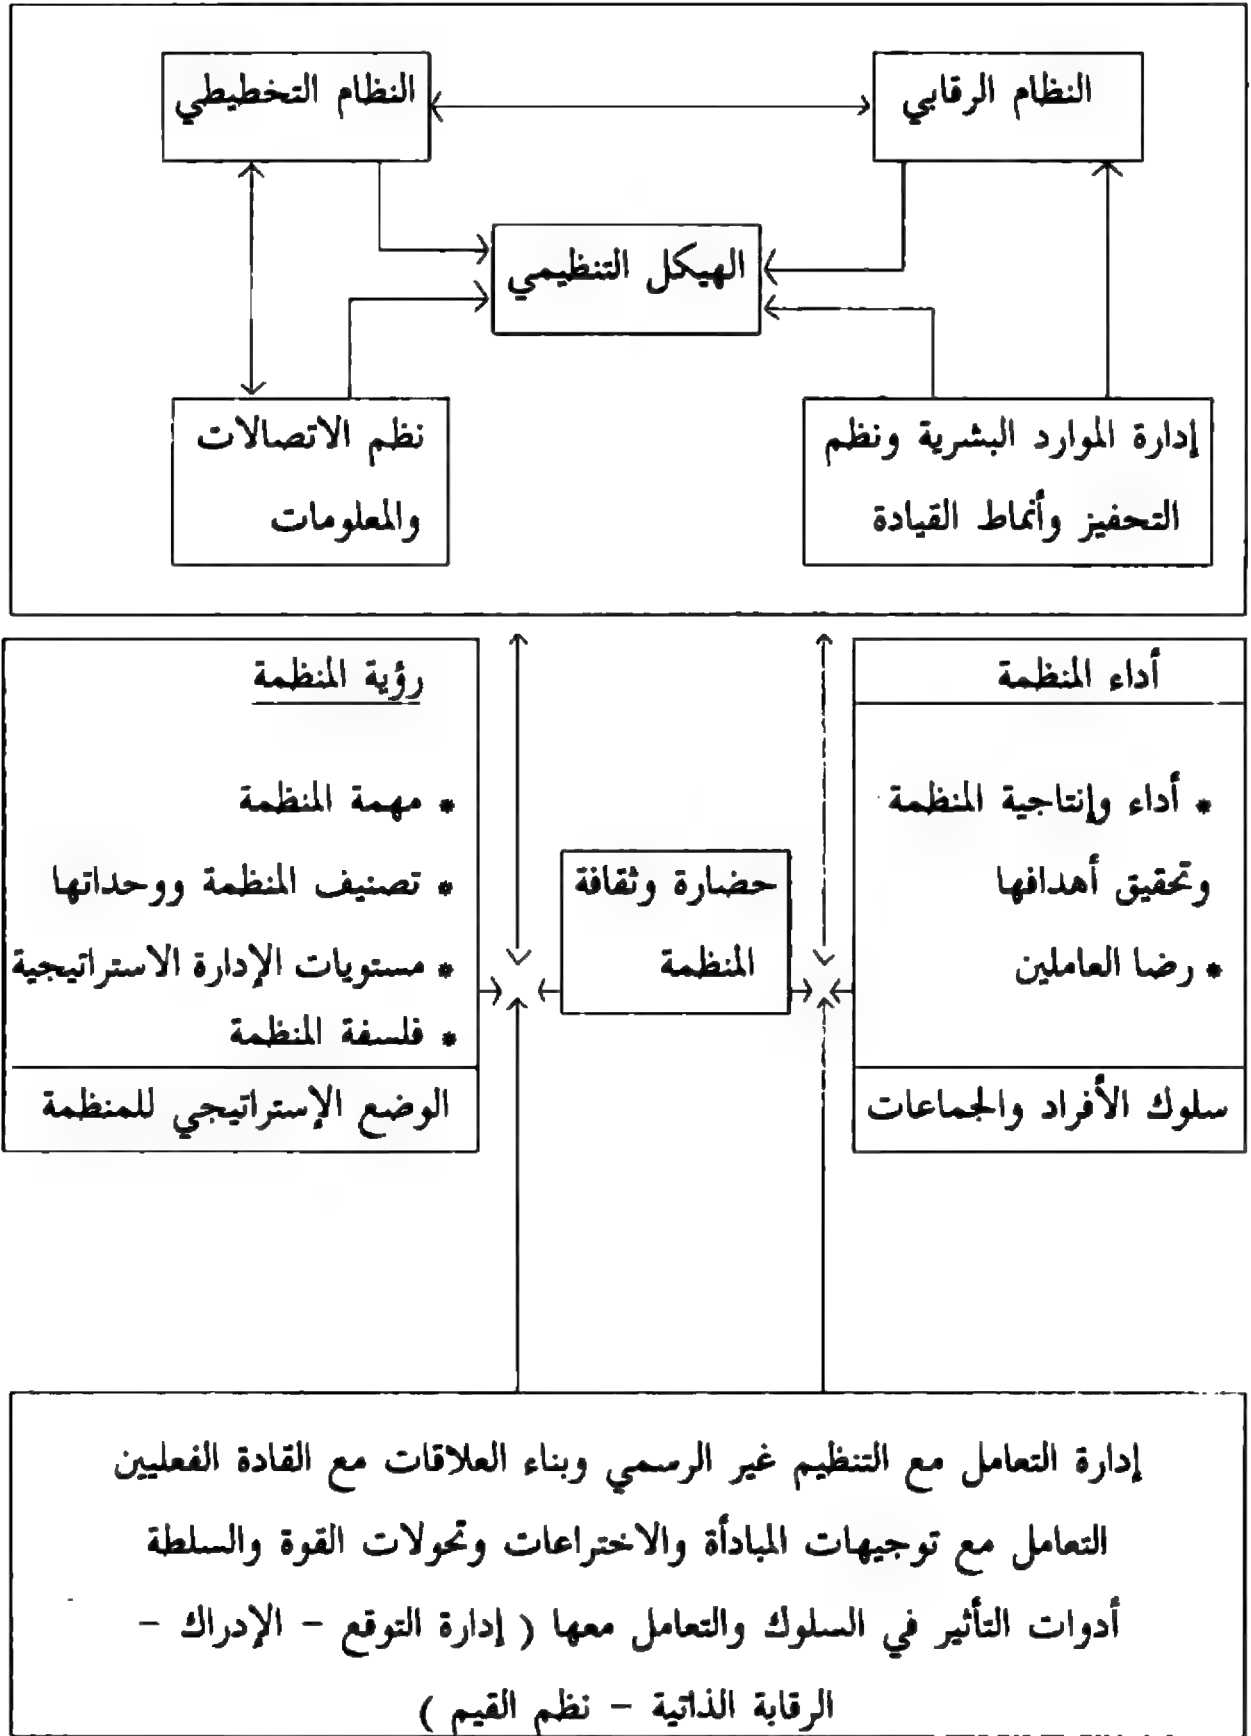 النظام الرقابي
النظام التخطيطي
الهيكل التنظيمي
إدارة الموارد البشرية ونظم
التحفيز وأنماط القيادة
نظم الاتصالات
والمعلومات
أداء المنظمة
* أداء وإنتاجية المنظمة
وتحقيق أهدافها
* رضا العاملين
سلوك الأفراد والجماعات
حضارة وثقافة
المنظمة
رؤية المنظمة
* مهمة المنظمة
* تصنيف المنظمة ووحداتها
* مستويات الإدارة الاستراتيجية
* فلسفة المنظمة
الوضع الإستراتيجي للمنظمة
إدارة التعامل مع التنظيم غير الرسمي وبناء العلاقات مع القادة الفعليين
التعامل مع توجيهات المبادأة والاختراعات وتحولات القوة والسلطة
أدوات التأثير في السلوك والتعامل معها ( إدارة التوقع – الإدراك –
الرقابة الذاتية – نظم القيم )